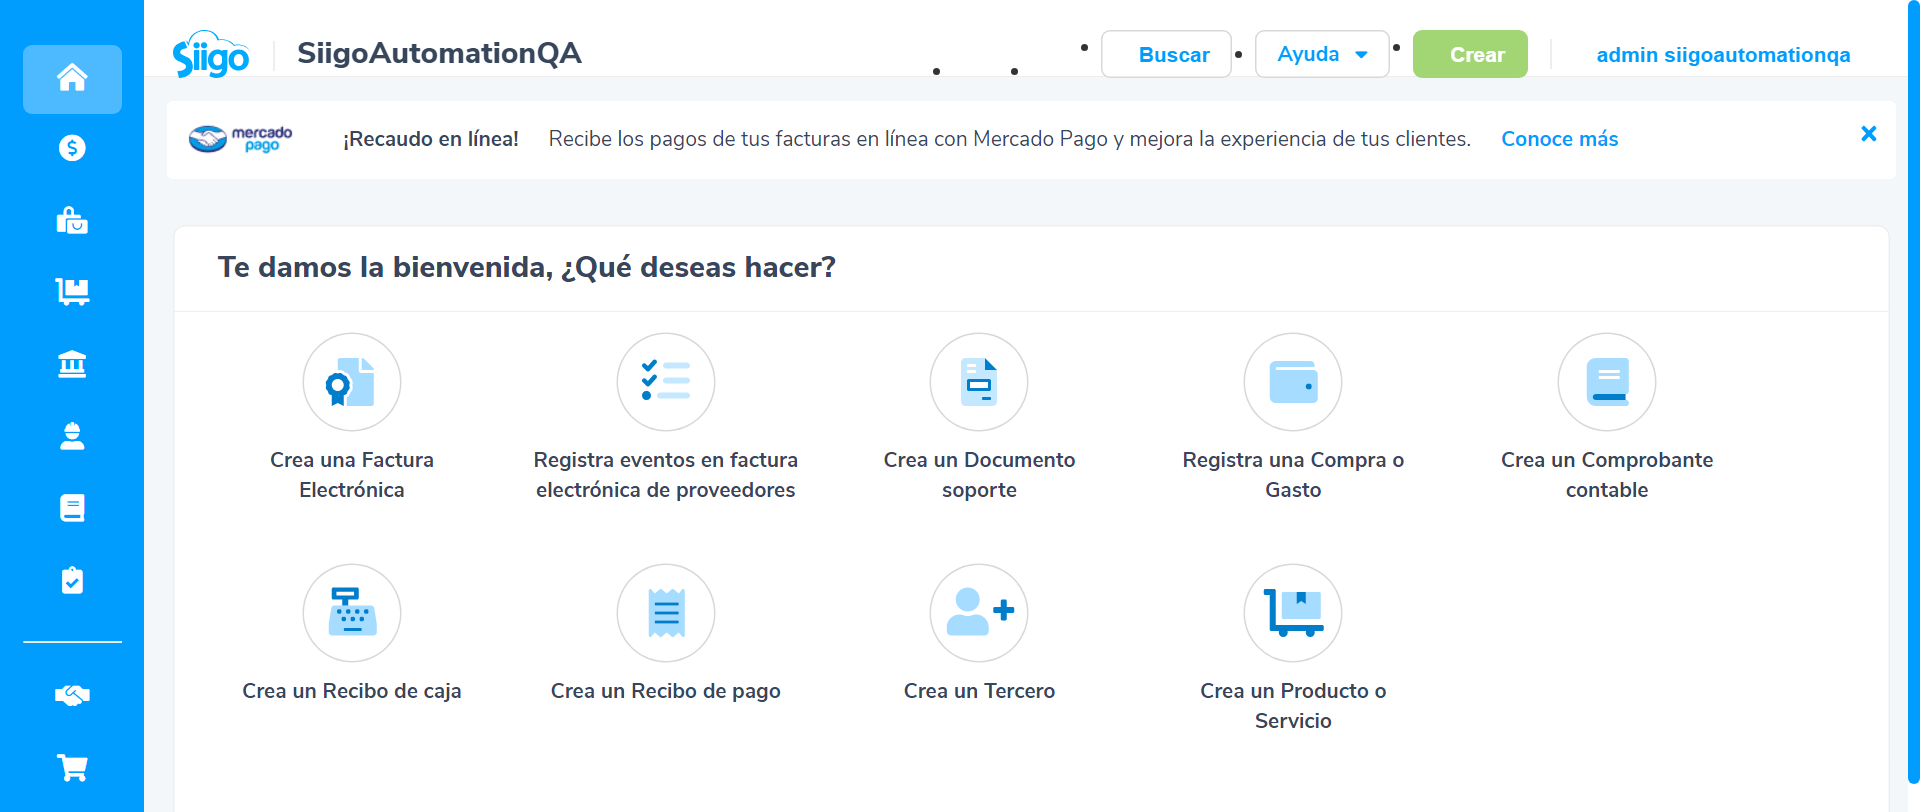 Siigo
SiigoAutomationQA
Buscar
Ayuda
Crear
admin siigoautomationqa
mercado
pago
¡Recaudo en línea!
Recibe los pagos de tus facturas en línea con Mercado Pago y mejora la experiencia de tus clientes.
Conoce más
Te damos la bienvenida, ¿Qué deseas hacer?
Crea una Factura
Electrónica
Registra eventos en factura
electrónica de proveedores
Crea un Documento
soporte
Registra una Compra o
Gasto
Crea un Comprobante
contable
Crea un Recibo de caja
Crea un Recibo de pago
Crea un Tercero
Crea un Producto o
Servicio